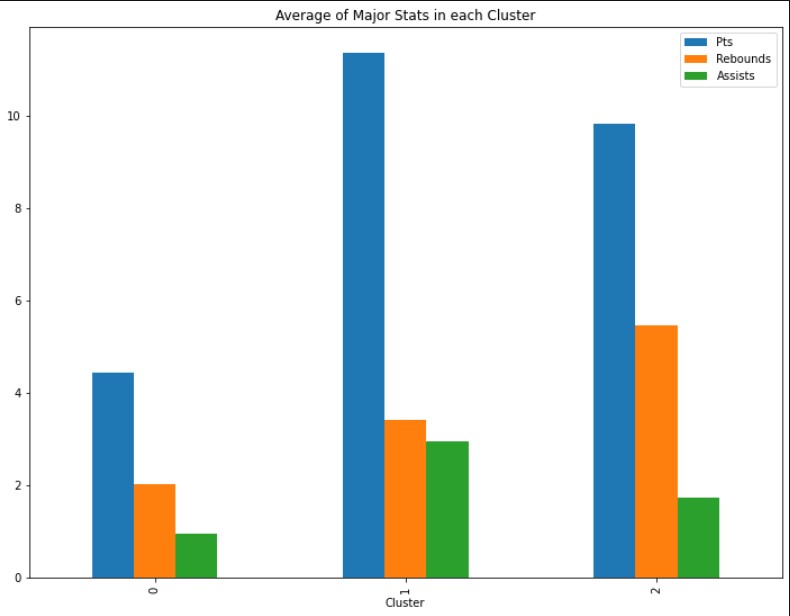 Average of Major Stats in each Cluster
Pts
Rebounds
Assists
10
8
6
4
2
0
0
1
2
Cluster